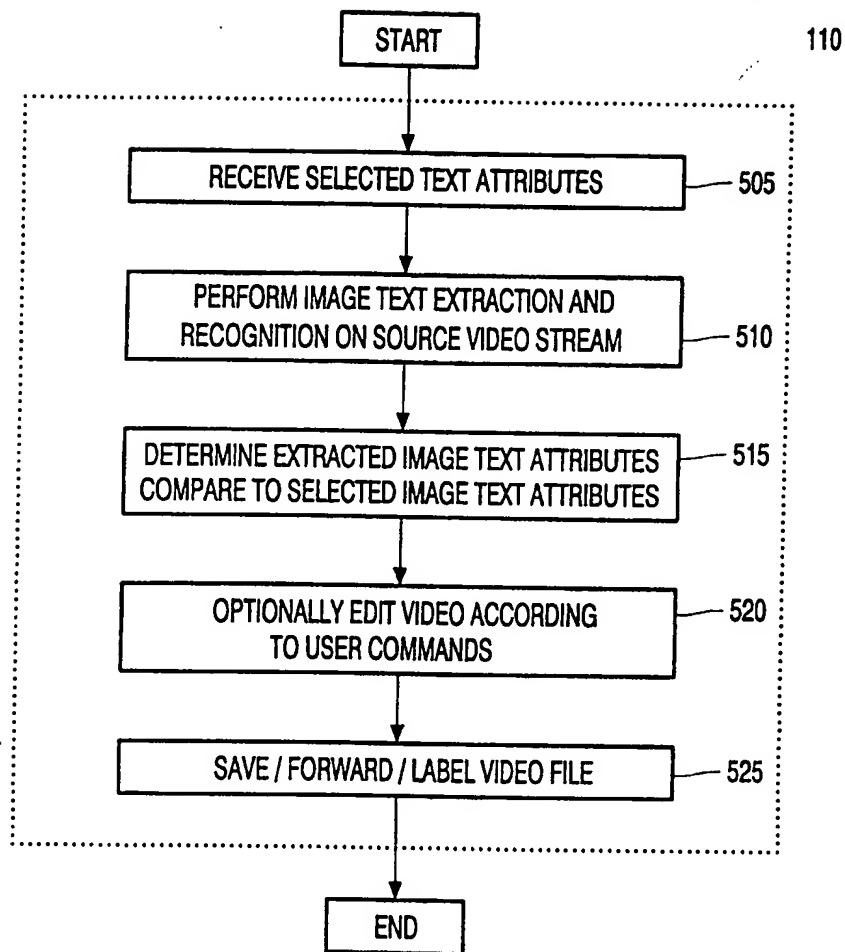 START
110
RECEIVE SELECTED TEXT ATTRIBUTES
505
PERFORM IMAGE TEXT EXTRACTION AND
RECOGNITION ON SOURCE VIDEO STREAM
510
DETERMINE EXTRACTED IMAGE TEXT ATTRIBUTES
COMPARE TO SELECTED IMAGE TEXT ATTRIBUTES
515
OPTIONALLY EDIT VIDEO ACCORDING
TO USER COMMANDS
520
SAVE / FORWARD / LABEL VIDEO FILE
525
END